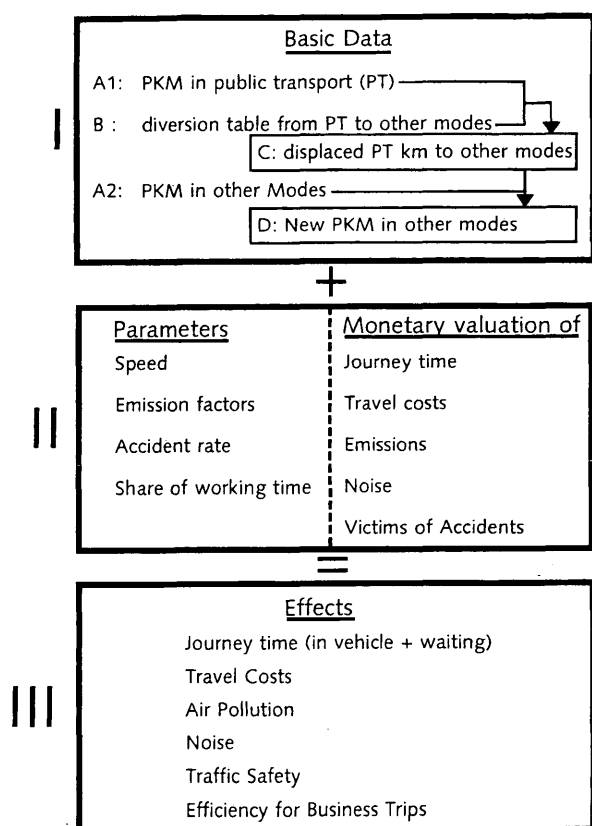 Basic Data
A1: PKM in public transport (PT)
I
B : diversion table from PT to other modes
C: displaced PT km to other modes
A2: PKM in other Modes
D: New PKM in other modes
+
Parameters
Speed
Emission factors
Accident rate
Share of working time
Monetary valuation of
Journey time
Travel costs
Emissions
Noise
Victims of Accidents
II
=
Effects
Journey time (in vehicle + waiting)
Travel Costs
Air Pollution
III
Noise
Traffic Safety
Efficiency for Business Trips